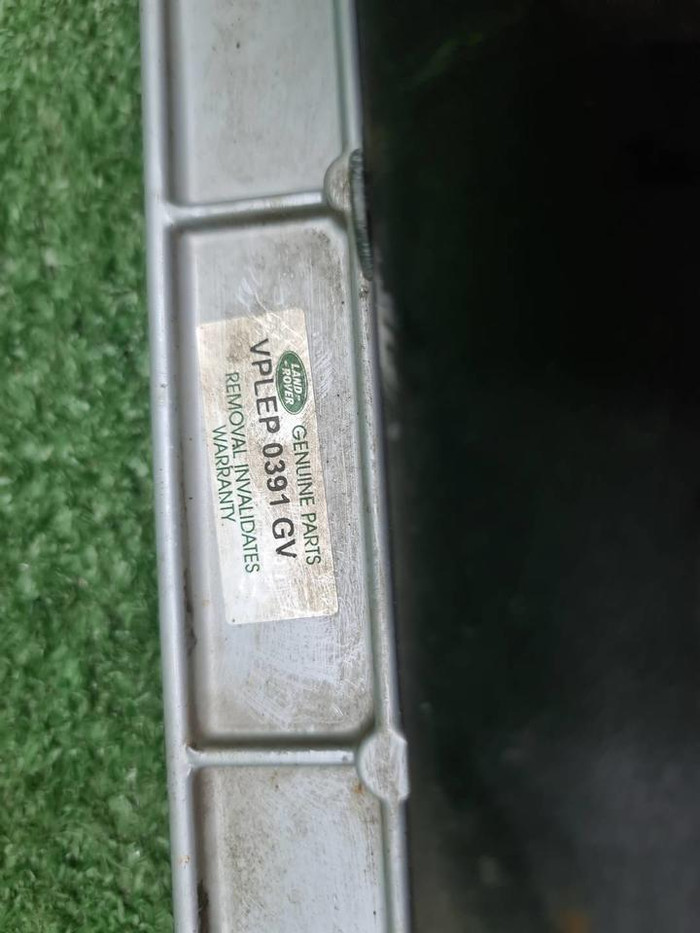 LAND-
-ROVER
GENUINE PARTS
VPLEP 0391 GV
REMOVAL INVALIDATES
WARRANTY